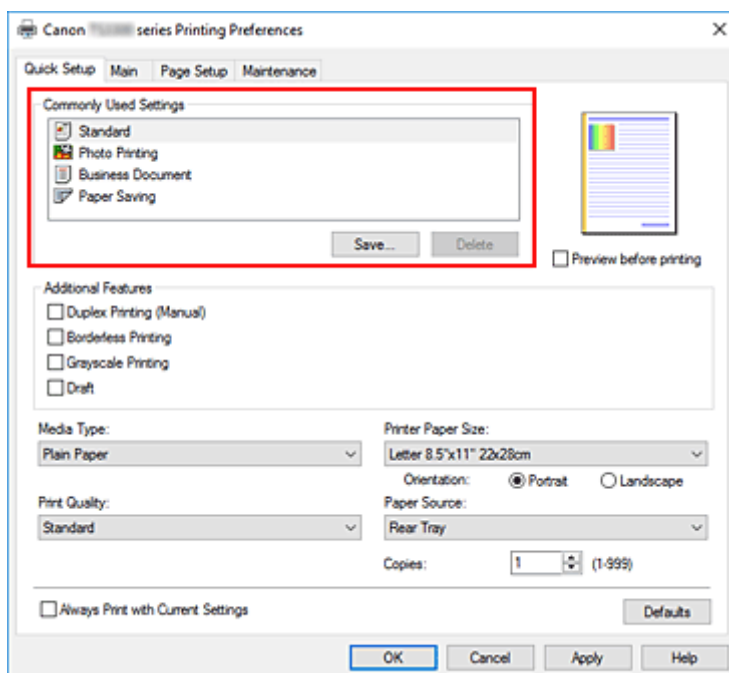 Canon series Printing Preferences
Quick Setup Main Page Setup Maintenance
Commonly Used Settings
Standard
Photo Printing
Business Document
Paper Saving
Save... Delete
Preview before printing
Additional Features
Duplex Printing (Manual)
Borderless Printing
Grayscale Printing
Draft
Media Type: Printer Paper Size:
Plain Paper Letter 8.5"x11" 22x28cm
Orientation: Portrait Landscape
Print Quality: Paper Source:
Standard Rear Tray
Copies: 1 (1-999)
Always Print with Current Settings Defaults
OK Cancel Apply Help